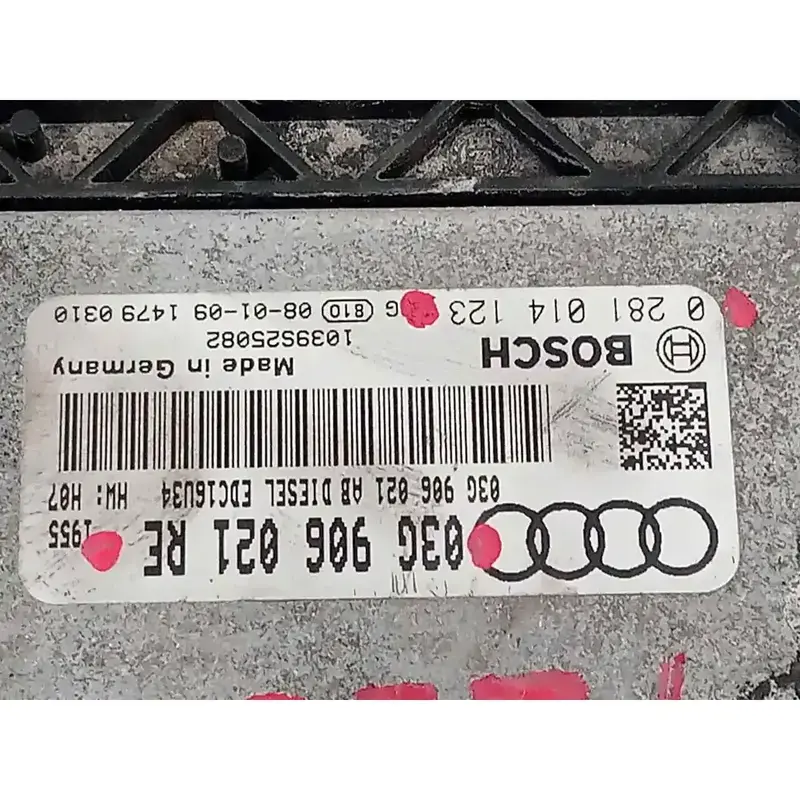 03G 906 021 RE 1955
03G 906 021 AB DIESEL EDC16U34 HW: H07
BOSCH Made in Germany
1039S25082
0 281 014 123 G 810 08-01-09 1479 0310